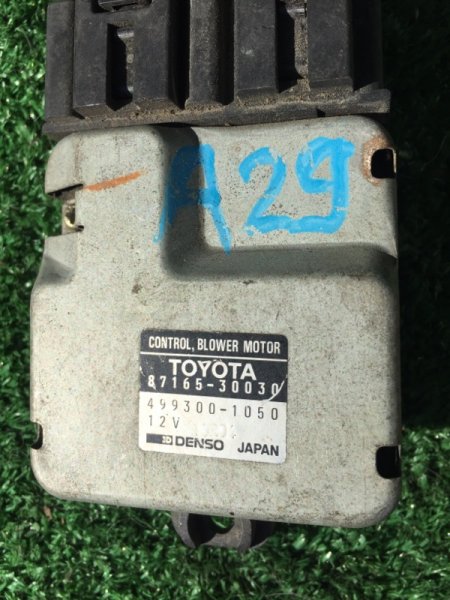 A29
CONTROL, BLOWER MOTOR
TOYOTA
87165-30030
499300-1050
12V
DENSO JAPAN